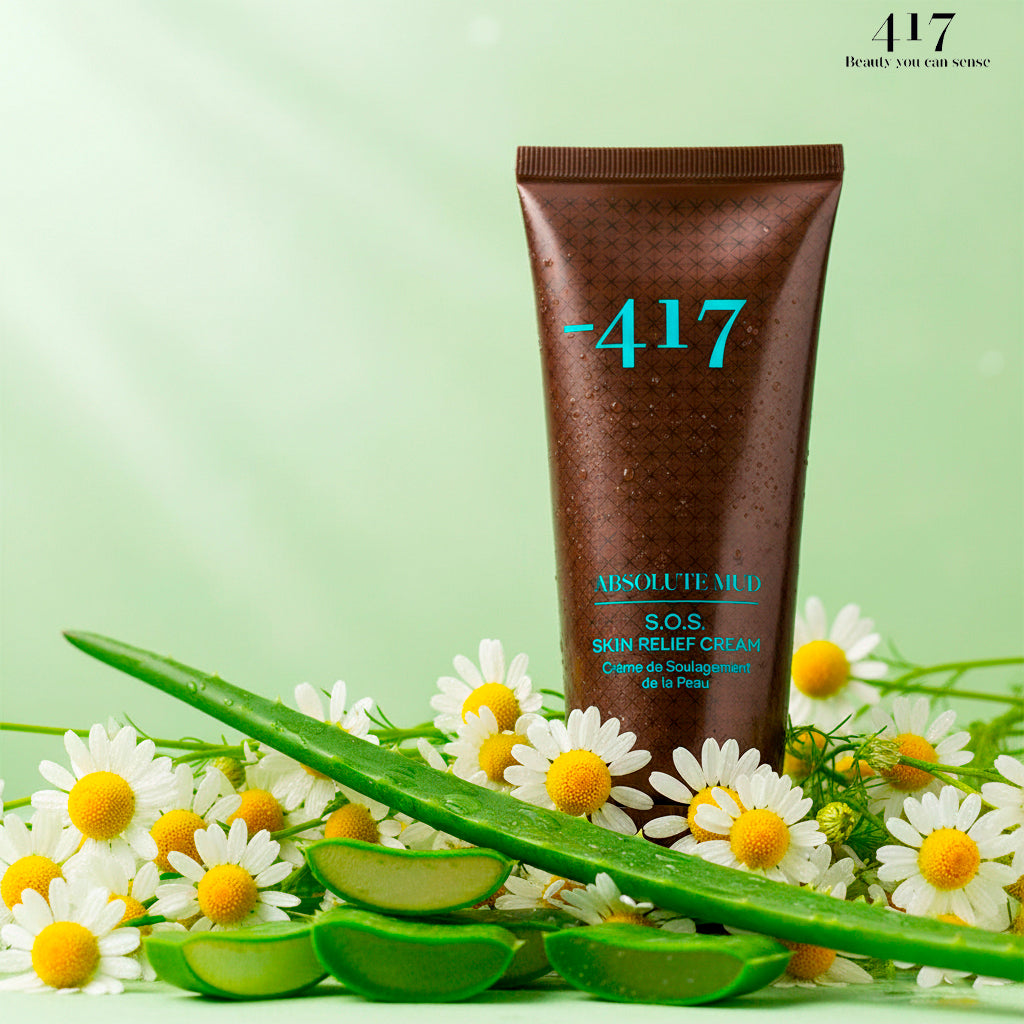 417
Beauty you can sense
-417
ABSOLUTE MUD
S.O.S.
SKIN RELIEF CREAM
Crème de Soulagement
de la Peau